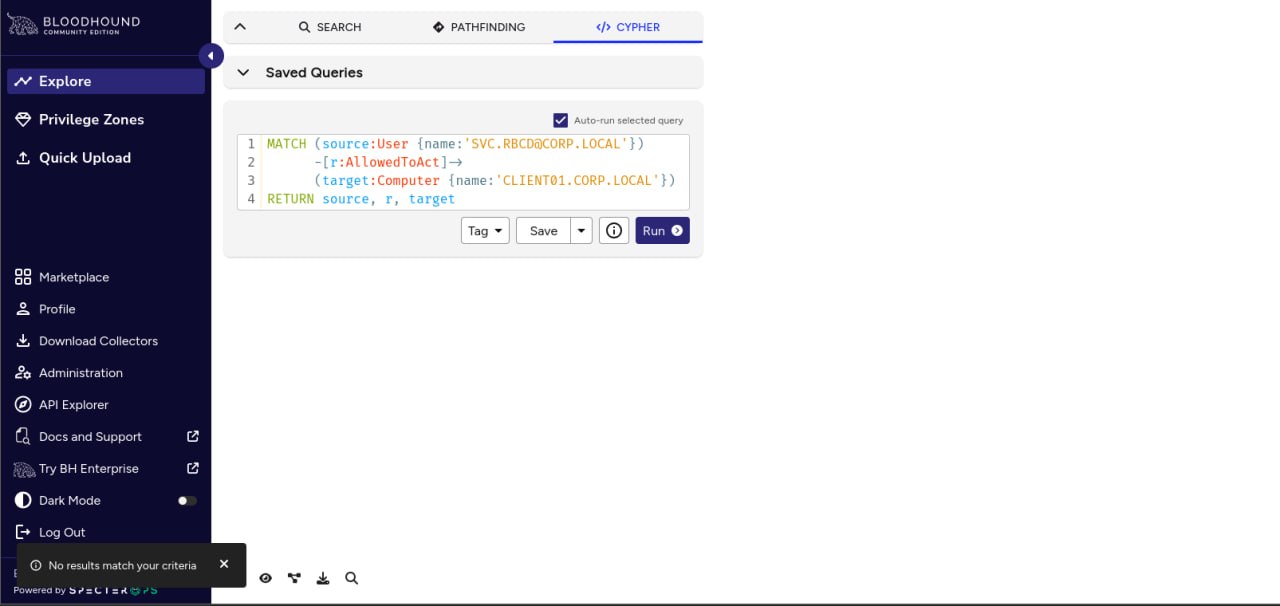 BLOODHOUND
COMMUNITY EDITION
Explore
Privilege Zones
Quick Upload
Marketplace
Profile
Download Collectors
Administration
API Explorer
Docs and Support
Try BH Enterprise
Dark Mode
Log Out
No results match your criteria
Powered by SPECTEROPS
SEARCH
PATHFINDING
CYPHER
Saved Queries
Auto-run selected query
1 MATCH (source:User {name:'SVC.RBCD@CORP.LOCAL'})
2 -[r:AllowedToAct]->
3 (target:Computer {name:'CLIENT01.CORP.LOCAL'})
4 RETURN source, r, target
Tag
Save
Run